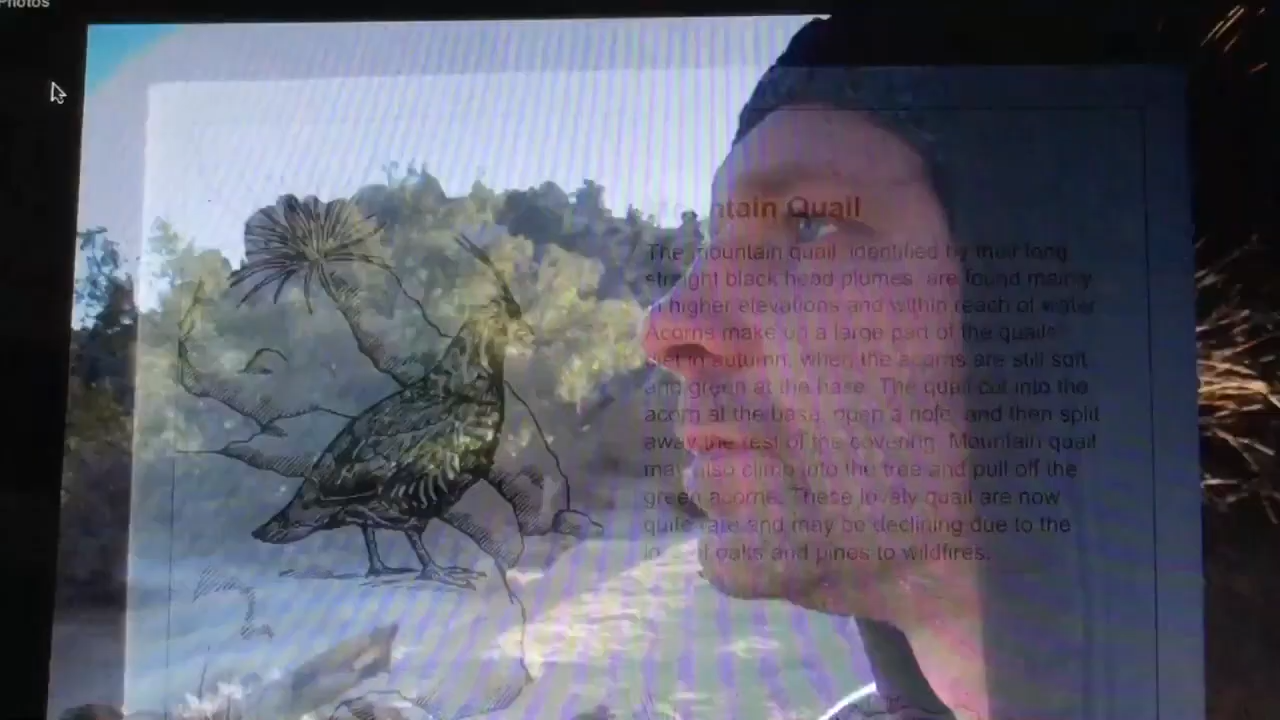 Photos
ntain Quail
The mountain quail identified by their long
straight black head plumes are found mainly
in higher elevations and within reach of water
Acorns make up a large part of the quails
diet in autumn, when the acorns are still soft
and green at the base. The quail cut into the
acorn at the base, open a hole, and then split
away the rest of the covering. Mountain quail
may also climb into the tree and pull off the
green acorns. These lovely quail are now
quite rare and may be declining due to the
oaks and pines to wildfires.